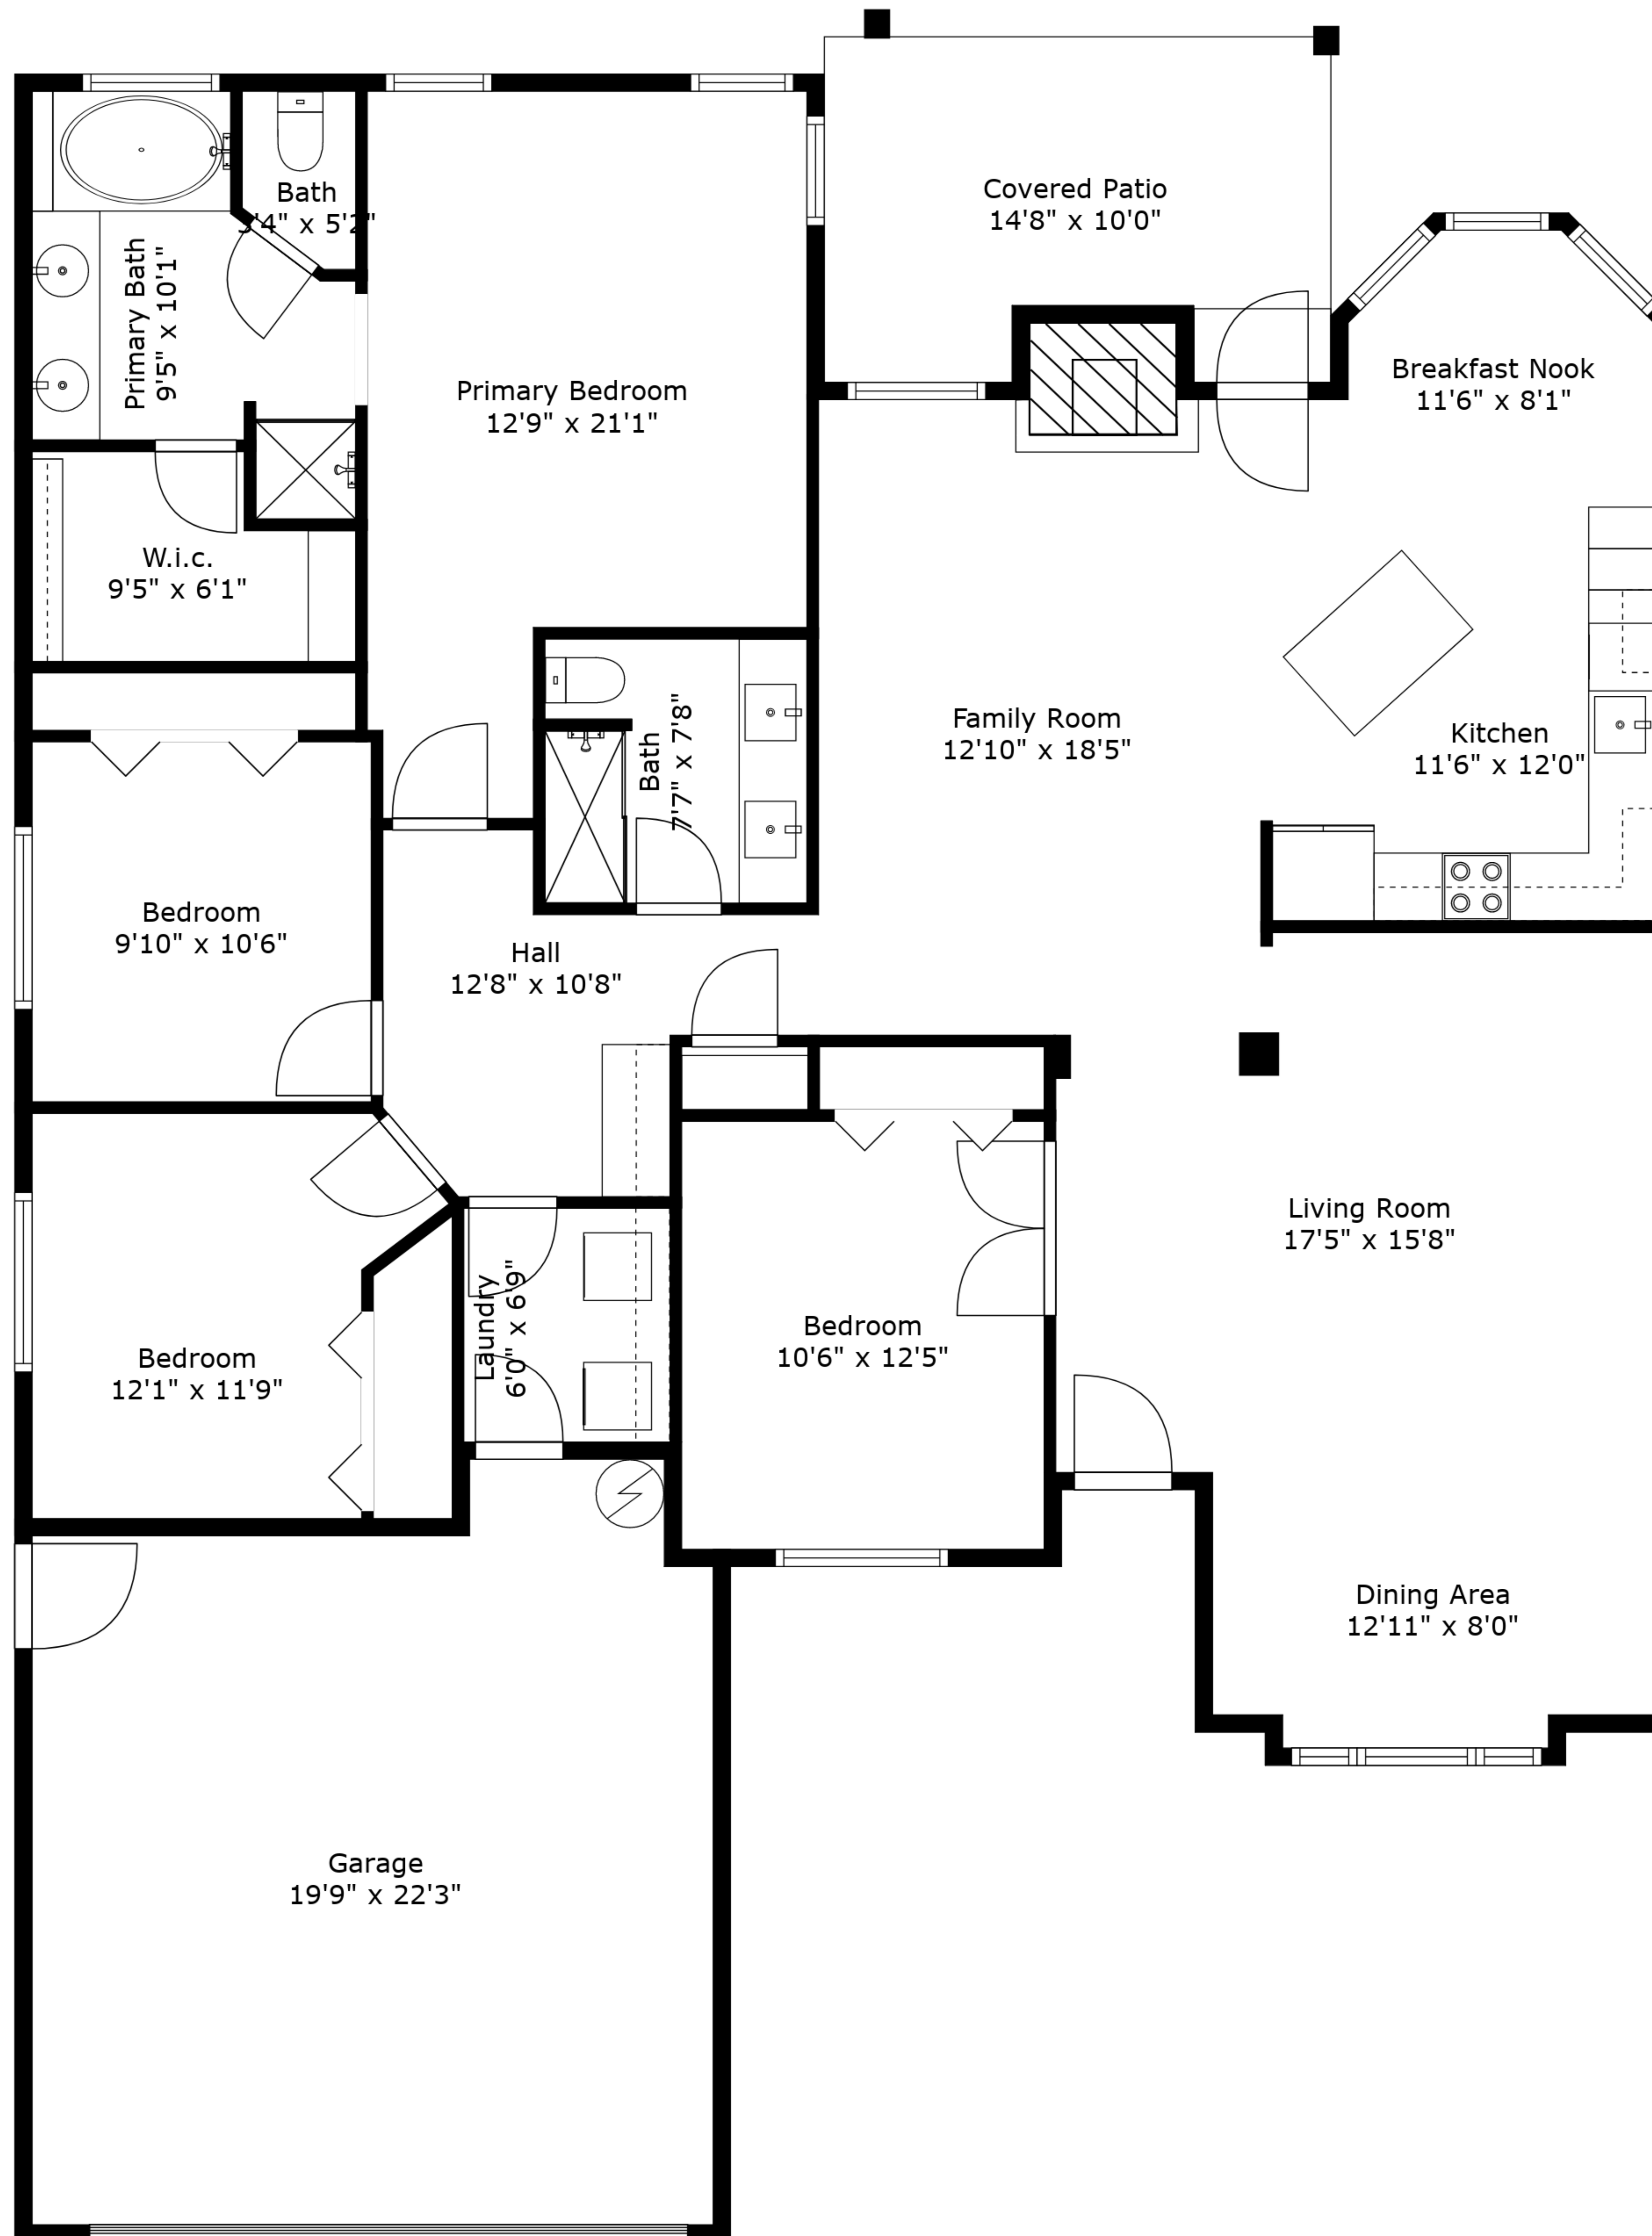 Bath
5'2"
Covered Patio
14'8" x 10'0"
Primary Bath
9'5" x 10'1"
Primary Bedroom
12'9" x 21'1"
Breakfast Nook
11'6" x 8'1"
W.i.c.
9'5" x 6'1"
Family Room
12'10" x 18'5"
Kitchen
11'6" x 12'0"
Bath
7'7" x 7'8"
Bedroom
9'10" x 10'6"
Hall
12'8" x 10'8"
Living Room
17'5" x 15'8"
Laundry
6'0" x 6'9"
Bedroom
10'6" x 12'5"
Bedroom
12'1" x 11'9"
Dining Area
12'11" x 8'0"
Garage
19'9" x 22'3"